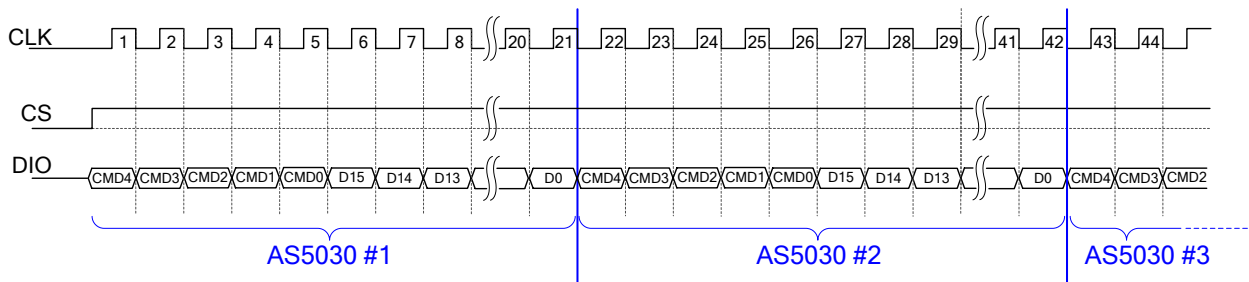 CLK 1 2 3 4 5 6 7 8 20 21 22 23 24 25 26 27 28 29 41 42 43 44
CS
DIO CMD4 CMD3 CMD2 CMD1 CMD0 D15 D14 D13 D0 CMD4 CMD3 CMD2 CMD1 CMD0 D15 D14 D13 D0 CMD4 CMD3 CMD2
AS5030 #1 AS5030 #2 AS5030 #3